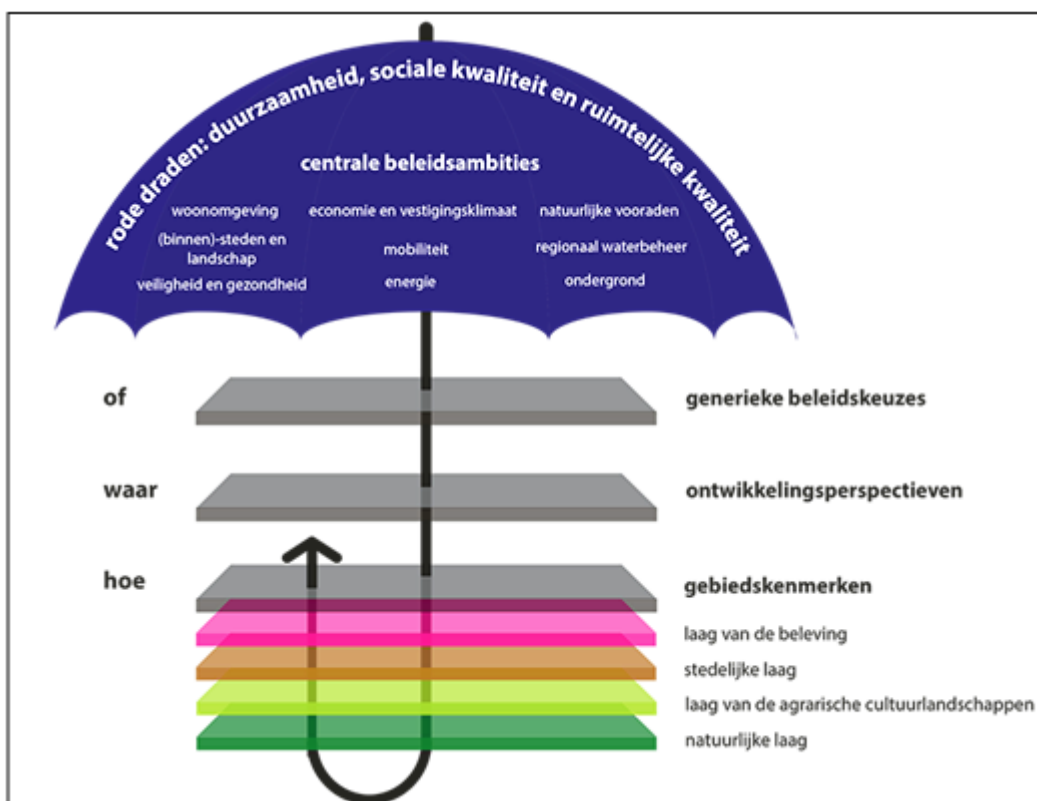 rode draden: duurzaamheid, sociale kwaliteit en ruimtelijke kwaliteit
centrale beleidsambities
woonomgeving
(binnen)-steden en
landschap
veiligheid en gezondheid
economie en vestigingsklimaat
mobiliteit
energie
natuurlijke vooraden
regionaal waterbeheer
ondergrond
of
generieke beleidskeuzes
waar
ontwikkelingsperspectieven
hoe
gebiedskenmerken
laag van de beleving
stedelijke laag
laag van de agrarische cultuurlandschappen
natuurlijke laag